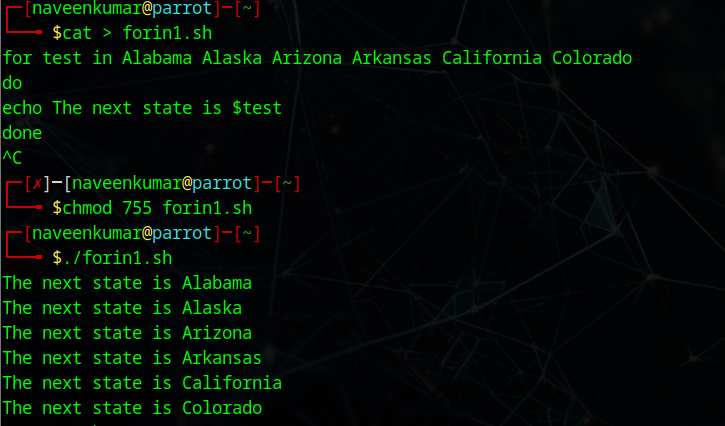 ┌─[naveenkumar@parrot]─[~]
└──╼ $cat > forin1.sh
for test in Alabama Alaska Arizona Arkansas California Colorado
do
echo The next state is $test
done
^C
┌─[✗]─[naveenkumar@parrot]─[~]
└──╼ $chmod 755 forin1.sh
┌─[naveenkumar@parrot]─[~]
└──╼ $./forin1.sh
The next state is Alabama
The next state is Alaska
The next state is Arizona
The next state is Arkansas
The next state is California
The next state is Colorado